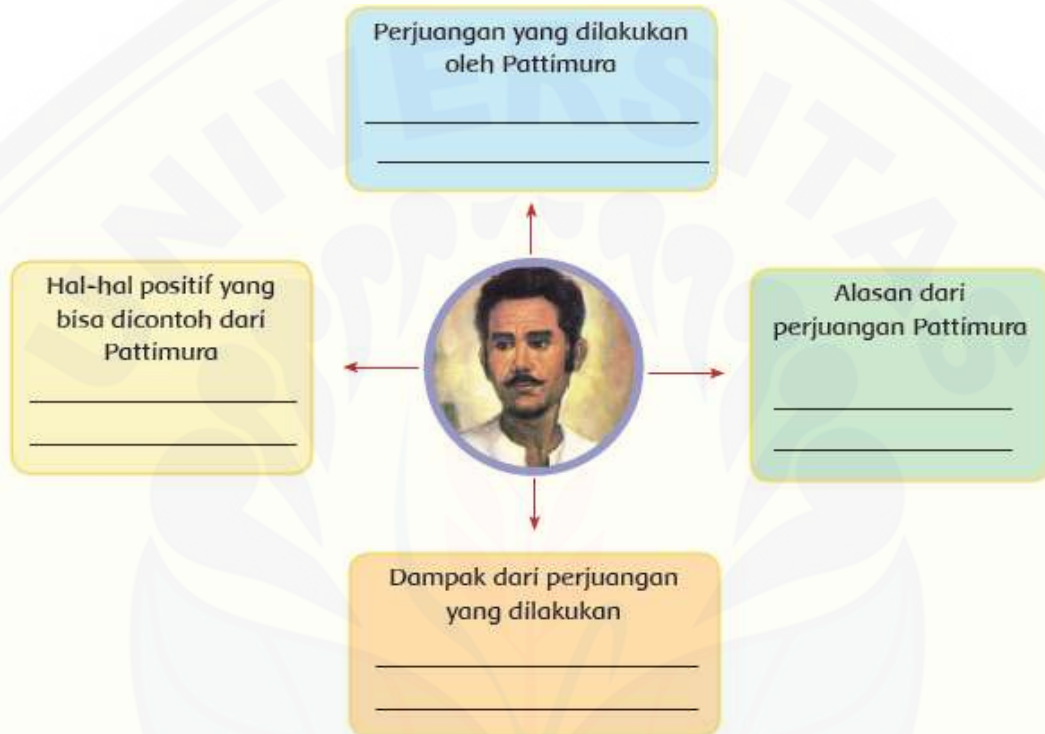 UNIVERSITAS
Perjuangan yang dilakukan
oleh Pattimura
Hal-hal positif yang
bisa dicontoh dari
Pattimura
Alasan dari
perjuangan Pattimura
Dampak dari perjuangan
yang dilakukan